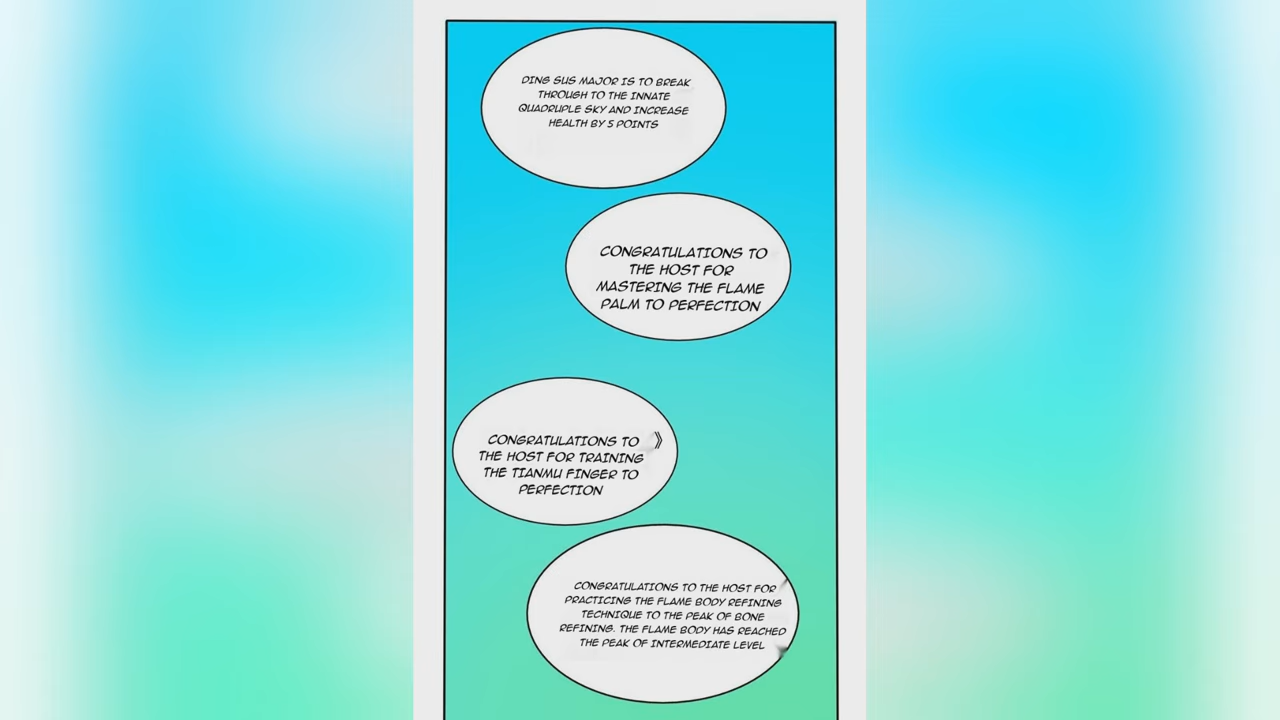 DING SUS MAJOR IS TO BREAK
THROUGH TO THE INNATE
QUADRUPLE SKY AND INCREASE
HEALTH BY 5 POINTS
CONGRATULATIONS TO
THE HOST FOR
MASTERING THE FLAME
PALM TO PERFECTION
CONGRATULATIONS TO 》
THE HOST FOR TRAINING
THE TIANMU FINGER TO
PERFECTION
CONGRATULATIONS TO THE HOST FOR
PRACTICING THE FLAME BODY REFINING
TECHNIQUE TO THE PEAK OF BONE
REFINING. THE FLAME BODY HAS REACHED
THE PEAK OF INTERMEDIATE LEVEL